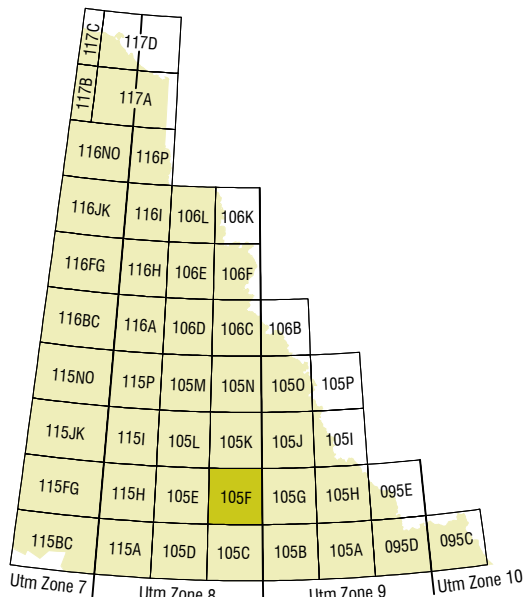 117C 117D
117B 117A
116NO 116P
116JK 116I 106L 106K
116FG 116H 106E 106F
116BC 116A 106D 106C 106B
115NO 115P 105M 105N 105O 105P
115JK 115I 105L 105K 105J 105I
115FG 115H 105E 105F 105G 105H 095E
115BC 115A 105D 105C 105B 105A 095D 095C
Utm Zone 7 Utm Zone 8 Utm Zone 9 Utm Zone 10